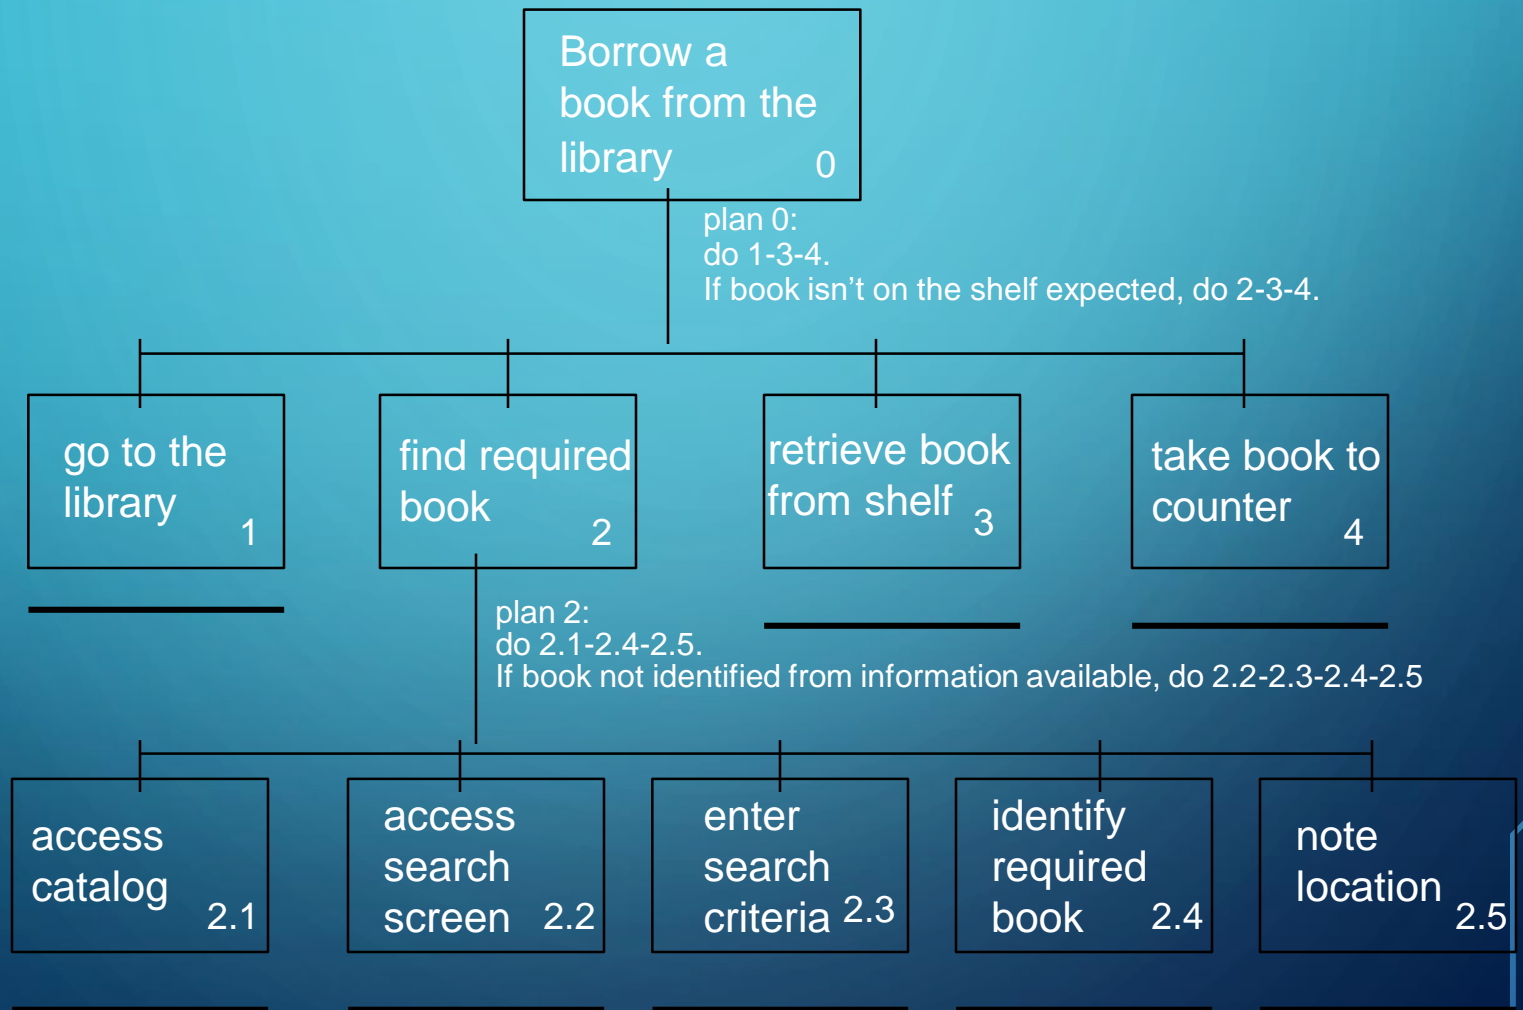 Borrow a
book from the
library 0
plan 0:
do 1-3-4.
If book isn’t on the shelf expected, do 2-3-4.
go to the
library 1
find required
book 2
retrieve book
from shelf 3
take book to
counter 4
plan 2:
do 2.1-2.4-2.5.
If book not identified from information available, do 2.2-2.3-2.4-2.5
access
catalog 2.1
access
search
screen 2.2
enter
search
criteria 2.3
identify
required
book 2.4
note
location 2.5